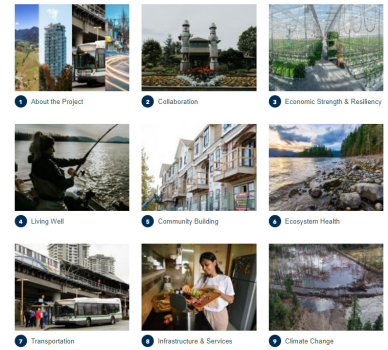 1 About the Project
2 Collaboration
3 Economic Strength & Resiliency
4 Living Well
5 Community Building
6 Ecosystem Health
7 Transportation
8 Infrastructure & Services
9 Climate Change